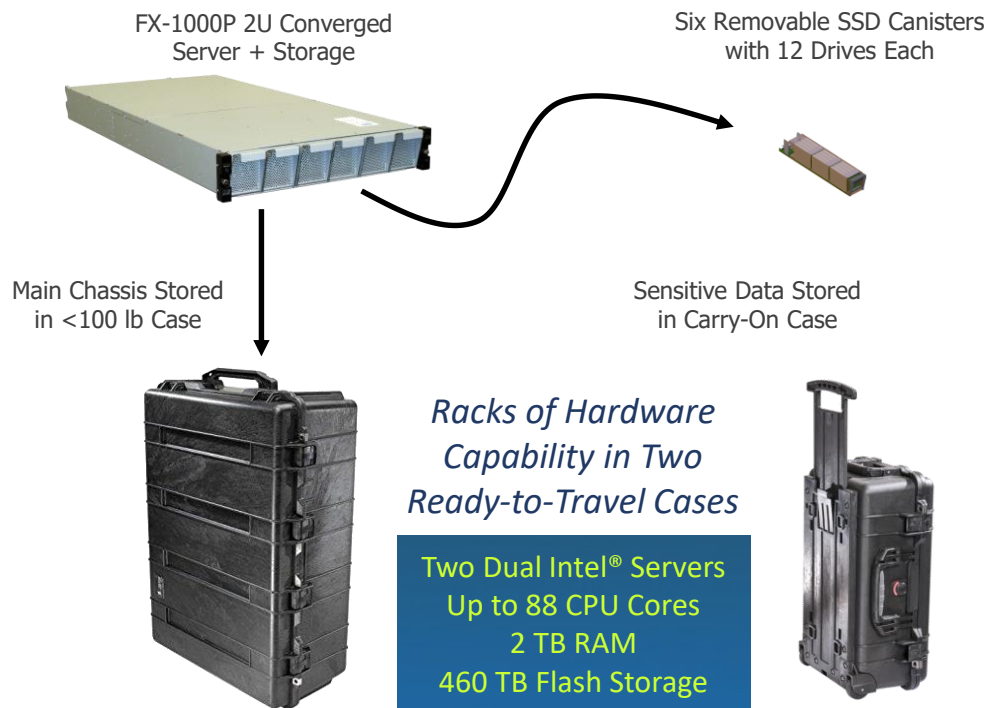 FX-1000P 2U Converged
Server + Storage
Six Removable SSD Canisters
with 12 Drives Each
Main Chassis Stored
in <100 lb Case
Sensitive Data Stored
in Carry-On Case
Racks of Hardware
Capability in Two
Ready-to-Travel Cases
Two Dual Intel® Servers
Up to 88 CPU Cores
2 TB RAM
460 TB Flash Storage